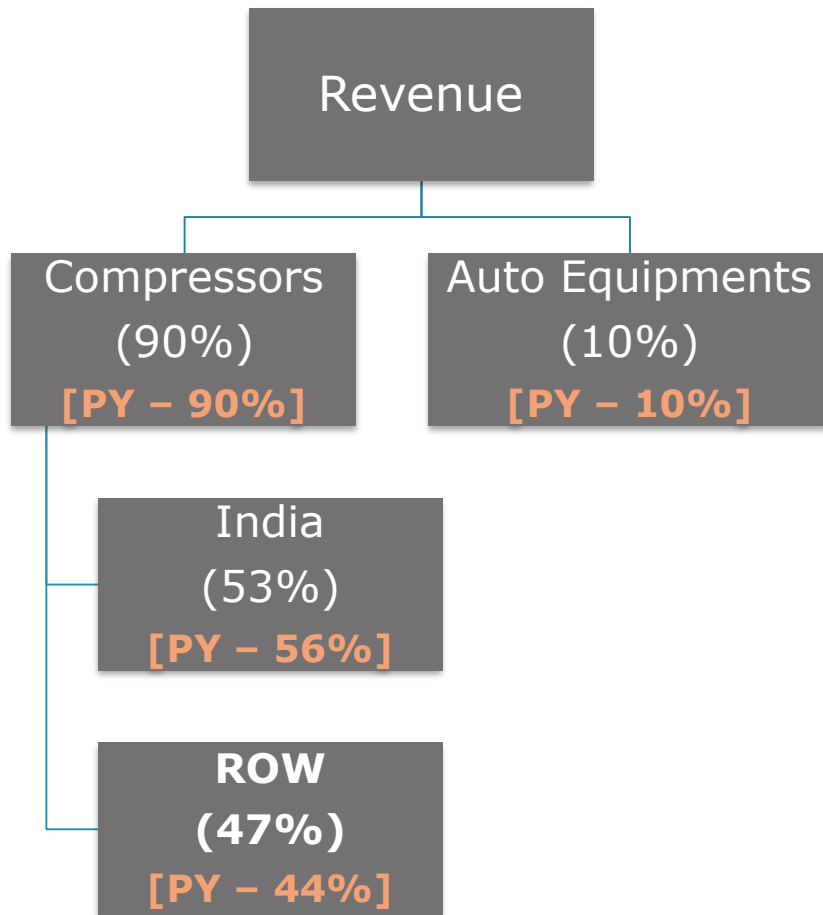 Revenue
Compressors
(90%)
[PY – 90%]
Auto Equipments
(10%)
[PY – 10%]
India
(53%)
[PY – 56%]
ROW
(47%)
[PY – 44%]